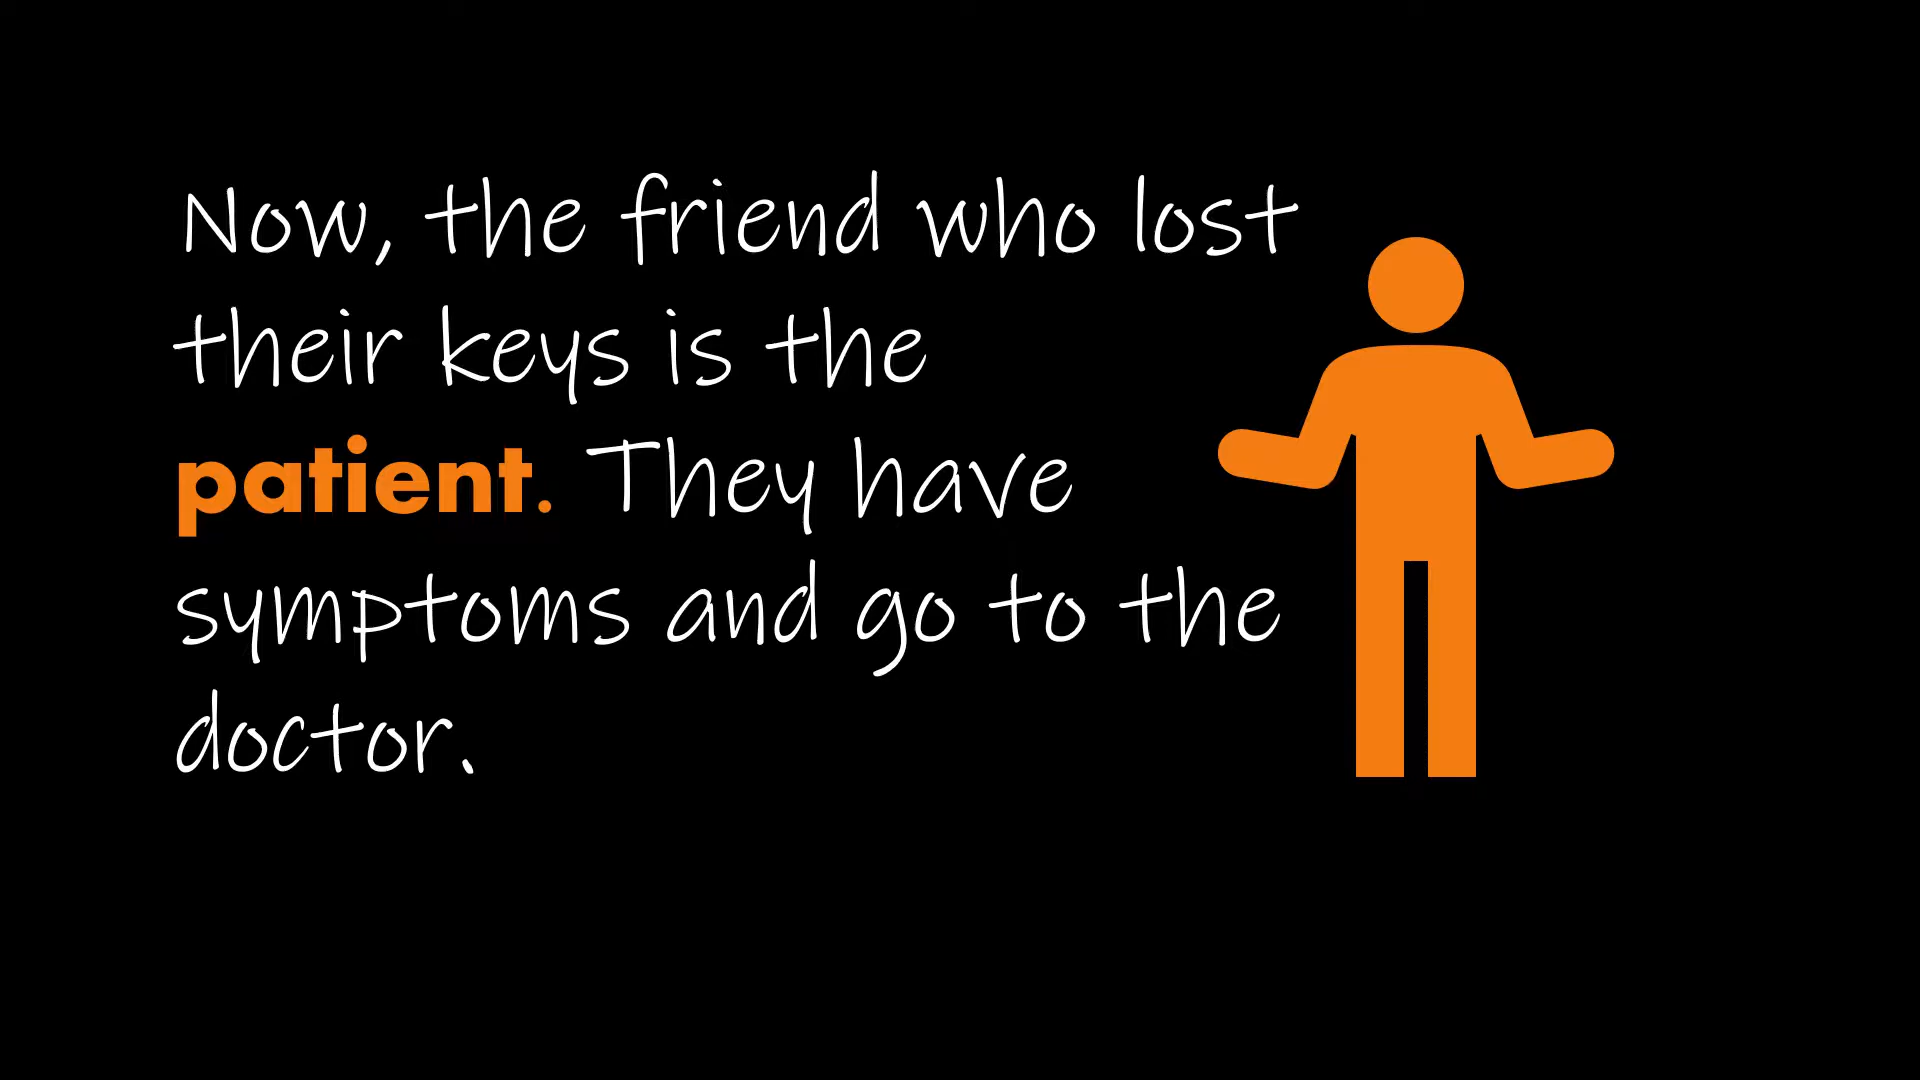 Now, the friend who lost
their keys is the
patient. They have
symptoms and go to the
doctor.